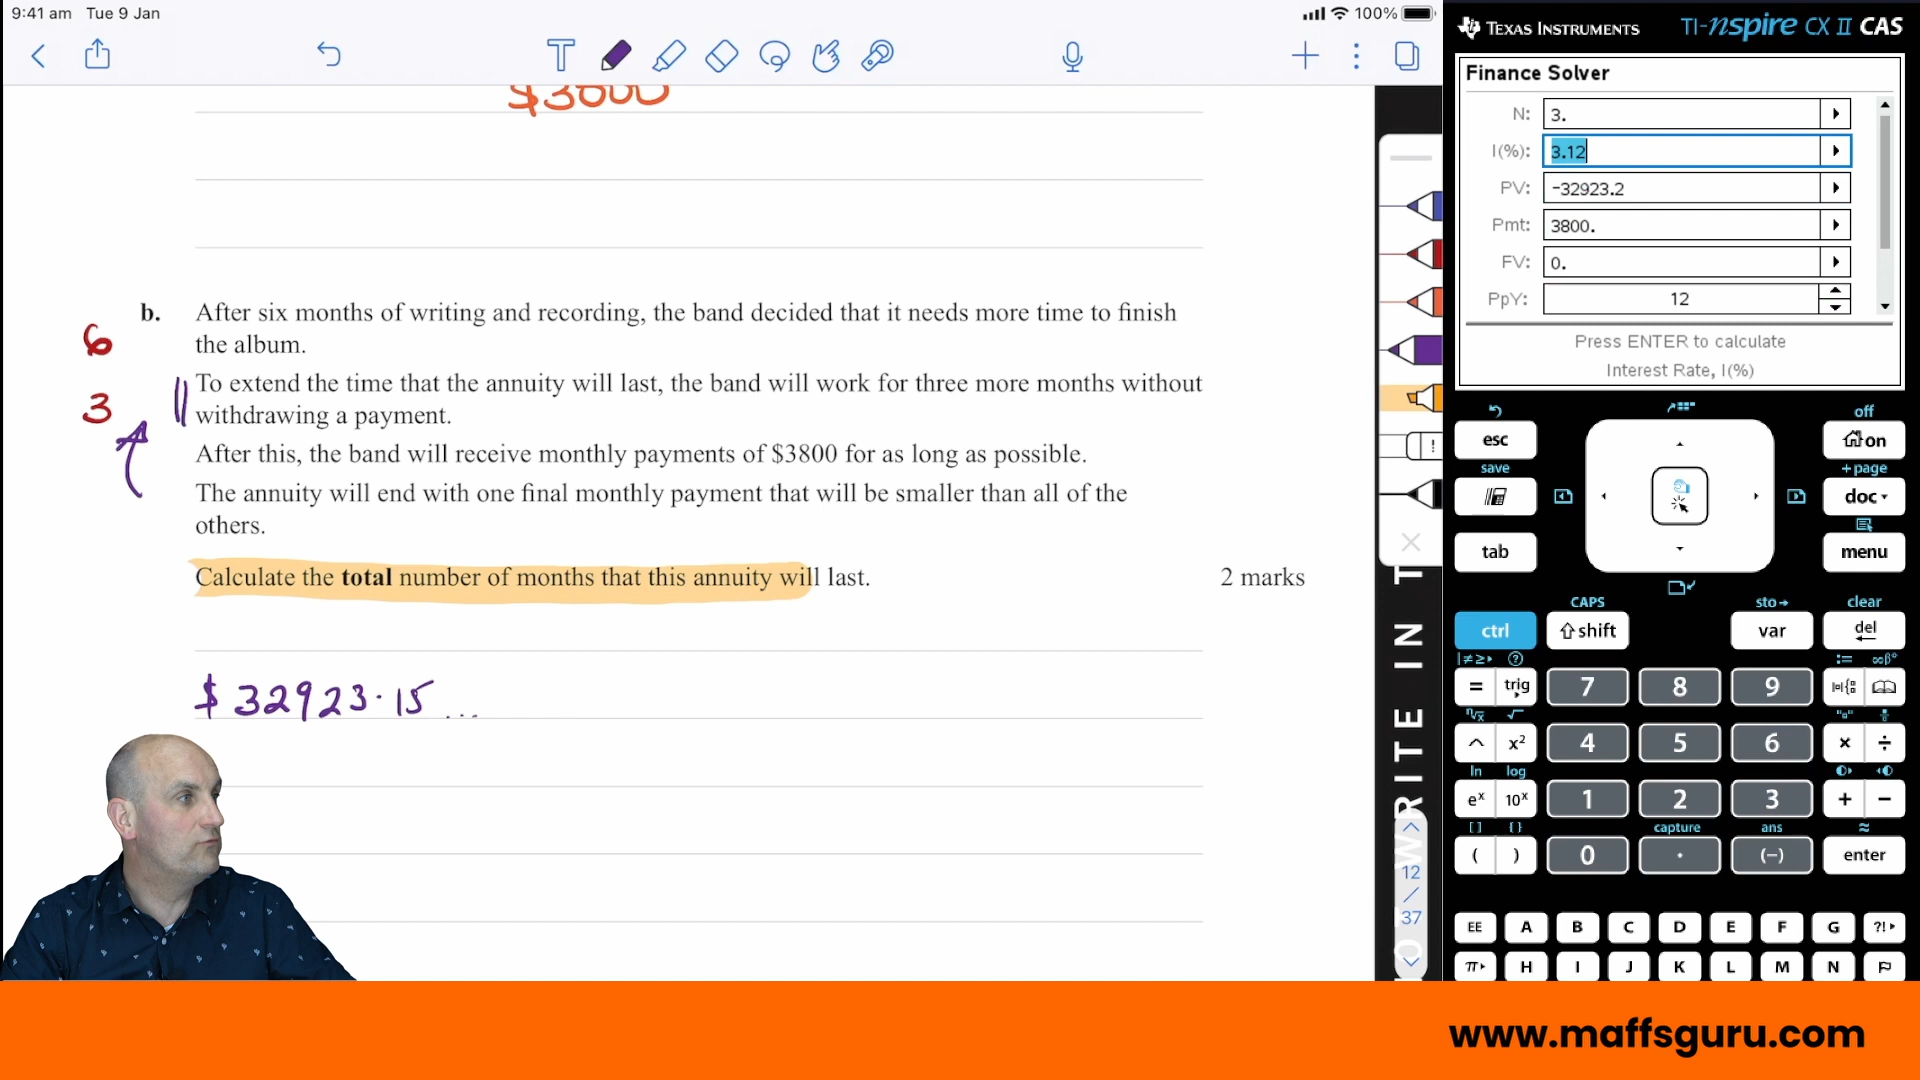 9:41 am Tue 9 Jan
100%
$3800
b. After six months of writing and recording, the band decided that it needs more time to finish
the album.
6
To extend the time that the annuity will last, the band will work for three more months without
withdrawing a payment.
3
After this, the band will receive monthly payments of $3800 for as long as possible.
The annuity will end with one final monthly payment that will be smaller than all of the
others.
Calculate the total number of months that this annuity will last. 2 marks
$ 32923.15 ...
WRITE IN T
12
/
37
TEXAS INSTRUMENTS TI-nspire CX II CAS
Finance Solver
N: 3.
I(%): 3.12
PV: -32923.2
Pmt: 3800.
FV: 0.
PpY: 12
Press ENTER to calculate
Interest Rate, I(%)
off
esc on
save + page
doc
tab menu
CAPS sto→ clear
ctrl shift var del
= trig 7 8 9
^ x² 4 5 6 × ÷
ln log
eˣ 10ˣ 1 2 3 + −
[ ] { } capture ans ≈
( ) 0 . (−) enter
EE A B C D E F G ?!▸
π▸ H I J K L M N
www.maffsguru.com